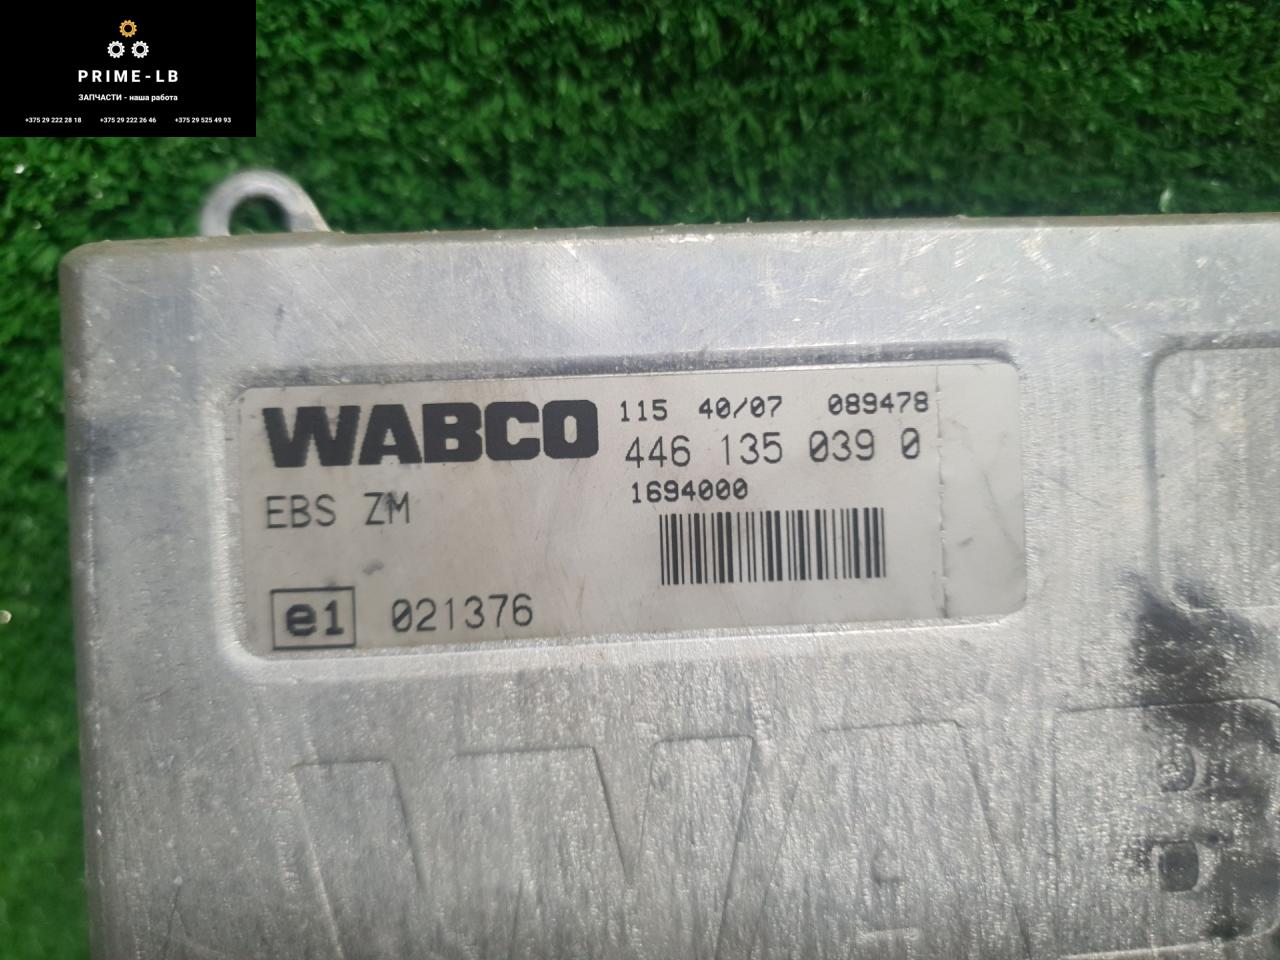 PRIME-LB
ЗАПЧАСТИ - наша работа
+375 29 222 28 18 +375 29 222 26 46 +375 29 525 49 93
WABCO 115 40/07 089478
446 135 039 0
1694000
EBS ZM
e1 021376
WAB